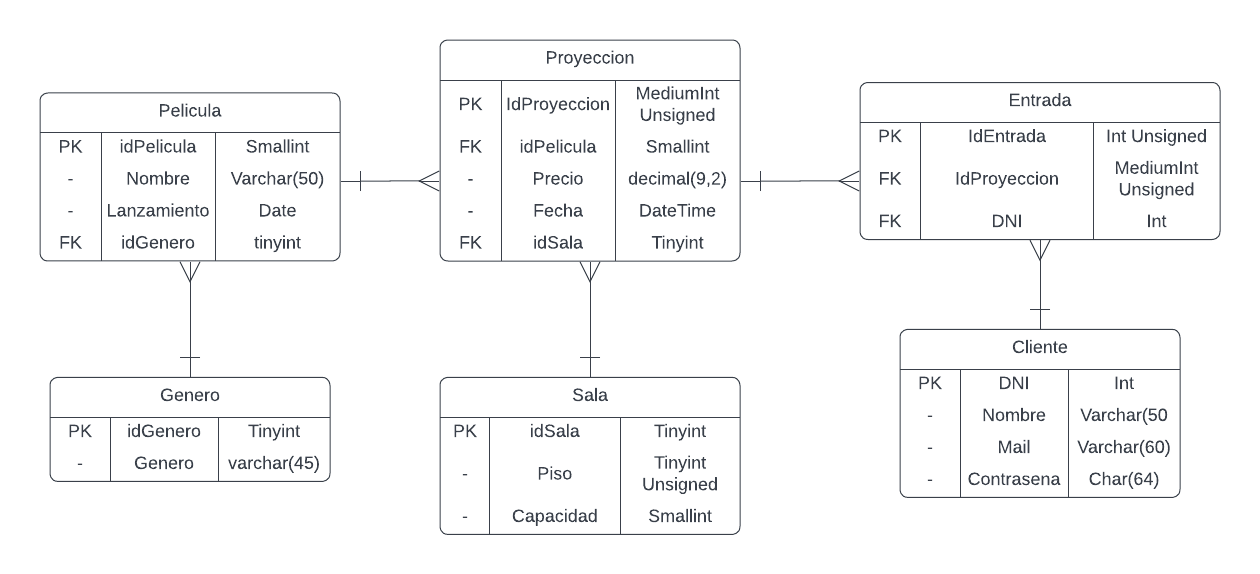 Pelicula
PK idPelicula Smallint
- Nombre Varchar(50)
- Lanzamiento Date
FK idGenero tinyint
Proyeccion
PK IdProyeccion MediumInt
Unsigned
FK idPelicula Smallint
- Precio decimal(9,2)
- Fecha DateTime
FK idSala Tinyint
Entrada
PK IdEntrada Int Unsigned
FK IdProyeccion MediumInt
Unsigned
FK DNI Int
Genero
PK idGenero Tinyint
- Genero varchar(45)
Sala
PK idSala Tinyint
- Piso Tinyint
Unsigned
- Capacidad Smallint
Cliente
PK DNI Int
- Nombre Varchar(50
- Mail Varchar(60)
- Contrasena Char(64)